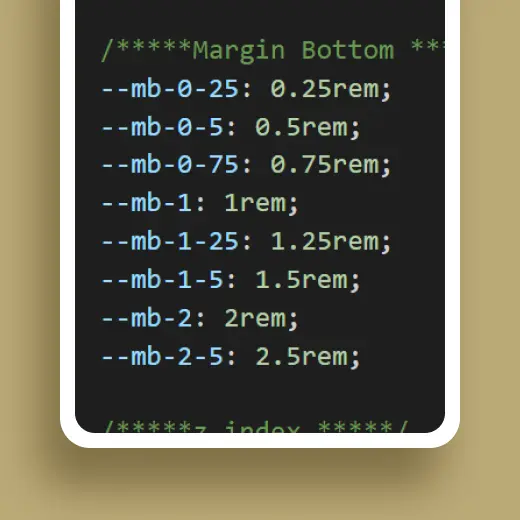 /*****Margin Bottom ***
--mb-0-25: 0.25rem;
--mb-0-5: 0.5rem;
--mb-0-75: 0.75rem;
--mb-1: 1rem;
--mb-1-25: 1.25rem;
--mb-1-5: 1.5rem;
--mb-2: 2rem;
--mb-2-5: 2.5rem;
/*****z index *****/